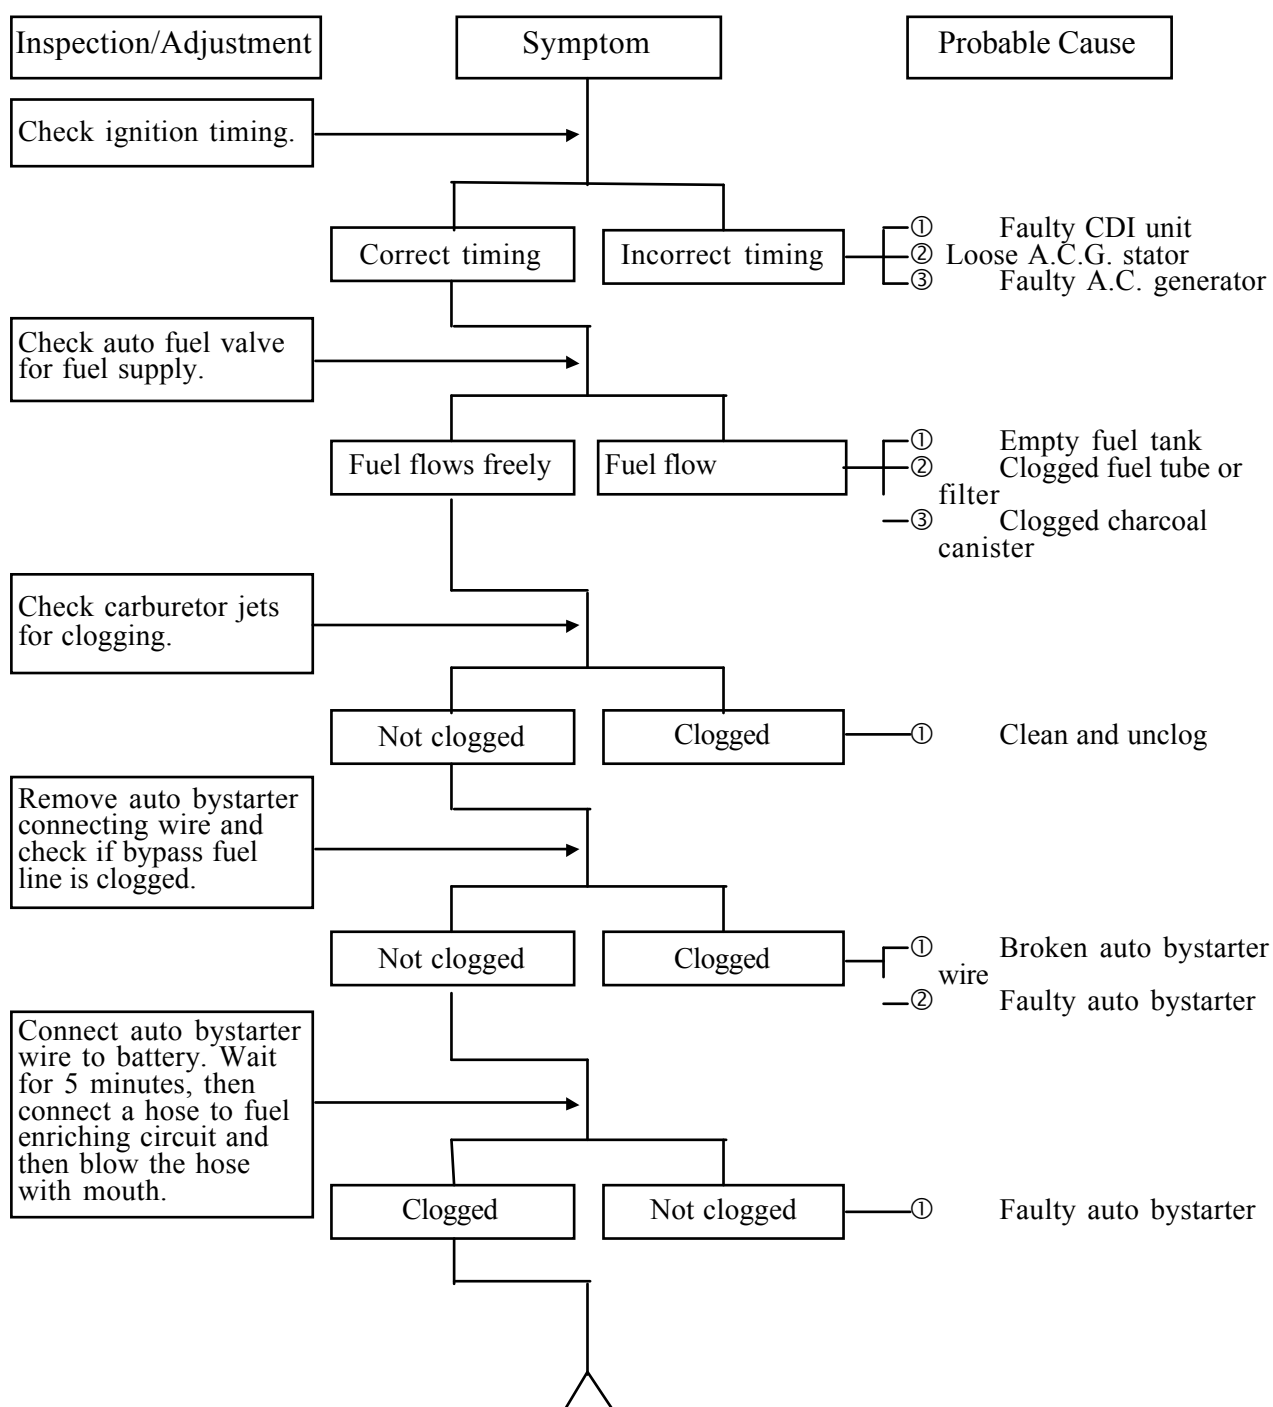 Inspection/Adjustment
Symptom
Probable Cause
Check ignition timing.
Correct timing
Incorrect timing
① Faulty CDI unit
② Loose A.C.G. stator
③ Faulty A.C. generator
Check auto fuel valve
for fuel supply.
Fuel flows freely
Fuel flow
① Empty fuel tank
② Clogged fuel tube or
filter
③ Clogged charcoal
canister
Check carburetor jets
for clogging.
Not clogged
Clogged
① Clean and unclog
Remove auto bystarter
connecting wire and
check if bypass fuel
line is clogged.
Not clogged
Clogged
① Broken auto bystarter
wire
② Faulty auto bystarter
Connect auto bystarter
wire to battery. Wait
for 5 minutes, then
connect a hose to fuel
enriching circuit and
then blow the hose
with mouth.
Clogged
Not clogged
① Faulty auto bystarter